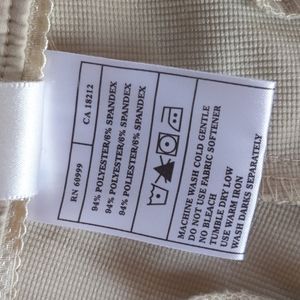 RN 60999 CA 18212
94% POLYESTER/6% SPANDEX
94% POLYESTER/6% SPANDEX
94% POLIESTER/6% SPANDEX
MACHINE WASH COLD GENTLE
DO NOT USE FABRIC SOFTENER
NO BLEACH
TUMBLE DRY LOW
USE WARM IRON
WASH DARKS SEPARATELY